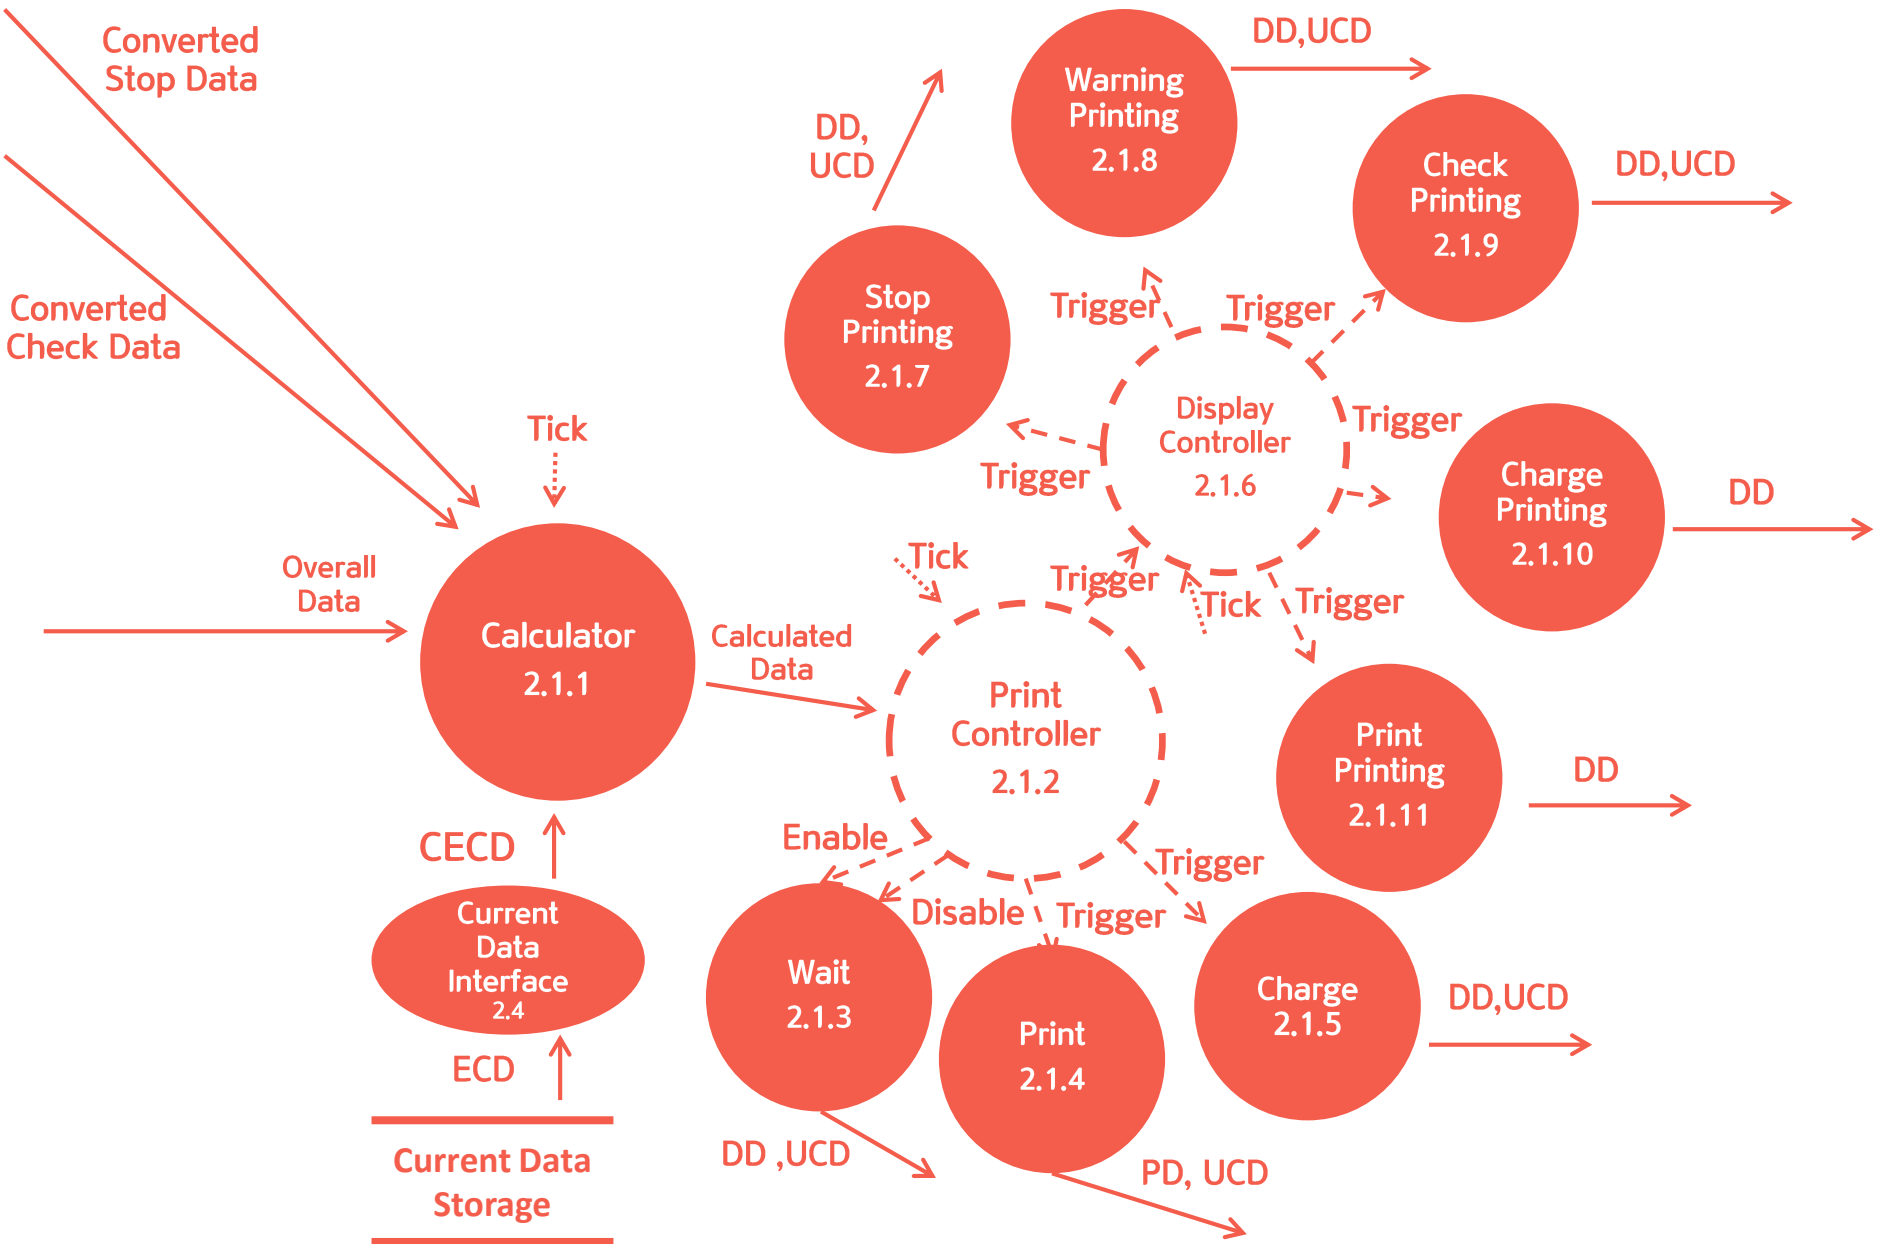 Converted
Stop Data
Converted
Check Data
Tick
Overall
Data
Calculator
2.1.1
Calculated
Data
CECD
Current
Data
Interface
2.4
ECD
Current Data
Storage
DD,
UCD
Stop
Printing
2.1.7
Warning
Printing
2.1.8
DD,UCD
Check
Printing
2.1.9
DD,UCD
Trigger
Trigger
Trigger
Trigger
Display
Controller
2.1.6
Charge
Printing
2.1.10
DD
Tick
Trigger
Tick
Trigger
Print
Controller
2.1.2
Print
Printing
2.1.11
DD
Enable
Disable
Trigger
Trigger
Wait
2.1.3
DD ,UCD
Print
2.1.4
PD, UCD
Charge
2.1.5
DD,UCD